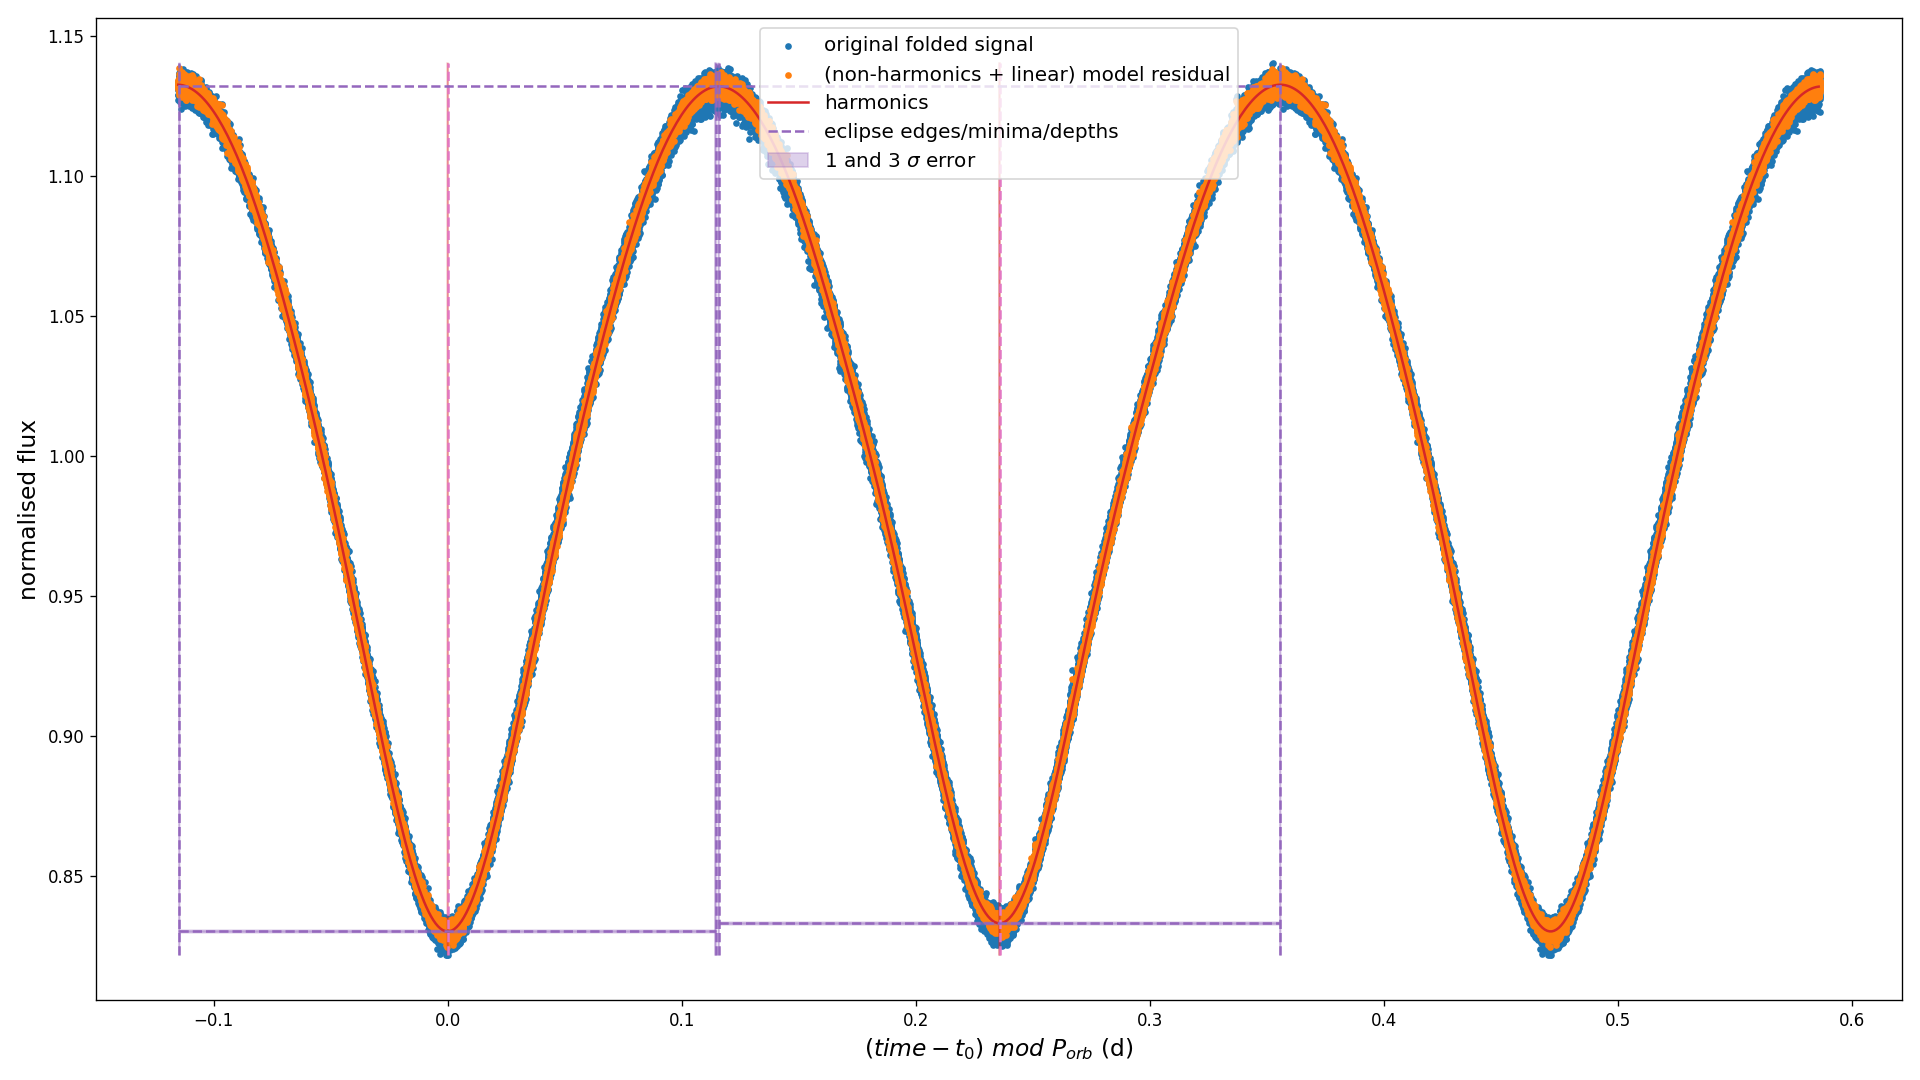 1.15
1.10
1.05
1.00
0.95
0.90
0.85
normalised flux
original folded signal
(non-harmonics + linear) model residual
harmonics
eclipse edges/minima/depths
1 and 3 σ error
−0.1
0.0
0.1
0.2
0.3
0.4
0.5
0.6
(time − t₀) mod Pₒᵣb (d)